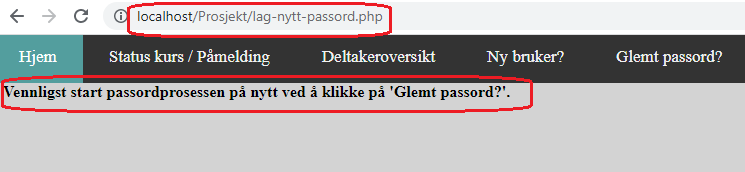 localhost/Prosjekt/lag-nytt-passord.php
Hjem Status kurs / Påmelding Deltakeroversikt Ny bruker? Glemt passord?
Vennligst start passordprosessen på nytt ved å klikke på 'Glemt passord?'.